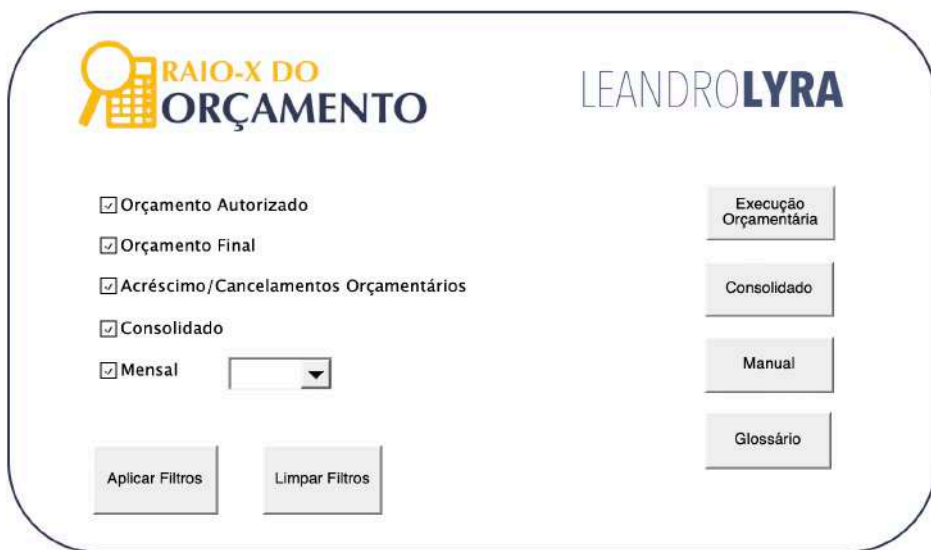 RAIO-X DO
ORÇAMENTO
LEANDROLYRA
Orçamento Autorizado
Orçamento Final
Acréscimo/Cancelamentos Orçamentários
Consolidado
Mensal
Aplicar Filtros
Limpar Filtros
Execução
Orçamentária
Consolidado
Manual
Glossário